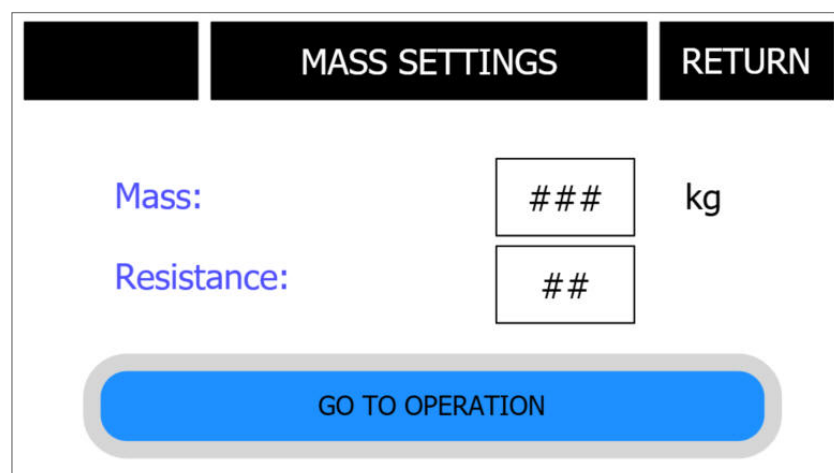 MASS SETTINGS RETURN
Mass: ### kg
Resistance: ##
GO TO OPERATION